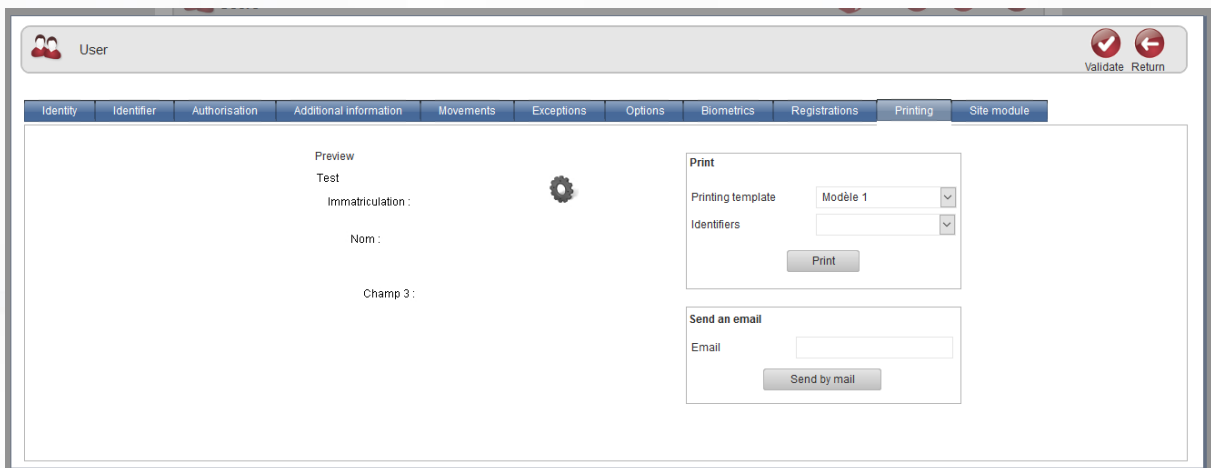 User
Validate Return
Identity Identifier Authorisation Additional information Movements Exceptions Options Biometrics Registrations Printing Site module
Preview
Test
Immatriculation :
Nom :
Champ 3 :
Print
Printing template Modèle 1
Identifiers
Print
Send an email
Email
Send by mail